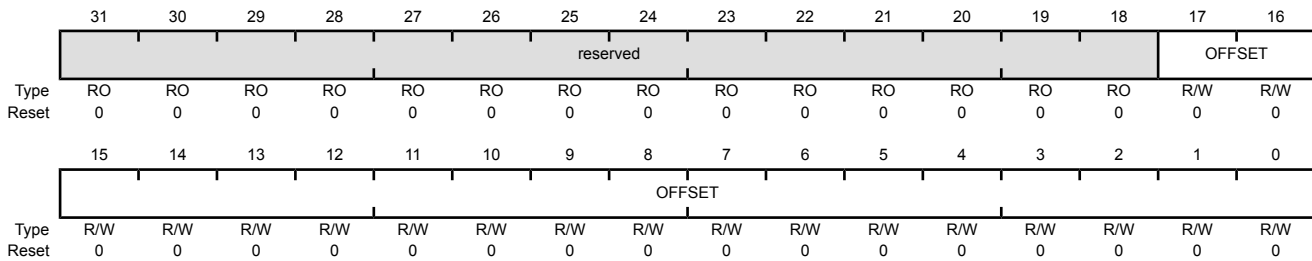 31 30 29 28 27 26 25 24 23 22 21 20 19 18 17 16
reserved OFFSET
Type RO RO RO RO RO RO RO RO RO RO RO RO RO RO R/W R/W
Reset 0 0 0 0 0 0 0 0 0 0 0 0 0 0 0 0
15 14 13 12 11 10 9 8 7 6 5 4 3 2 1 0
OFFSET
Type R/W R/W R/W R/W R/W R/W R/W R/W R/W R/W R/W R/W R/W R/W R/W R/W
Reset 0 0 0 0 0 0 0 0 0 0 0 0 0 0 0 0